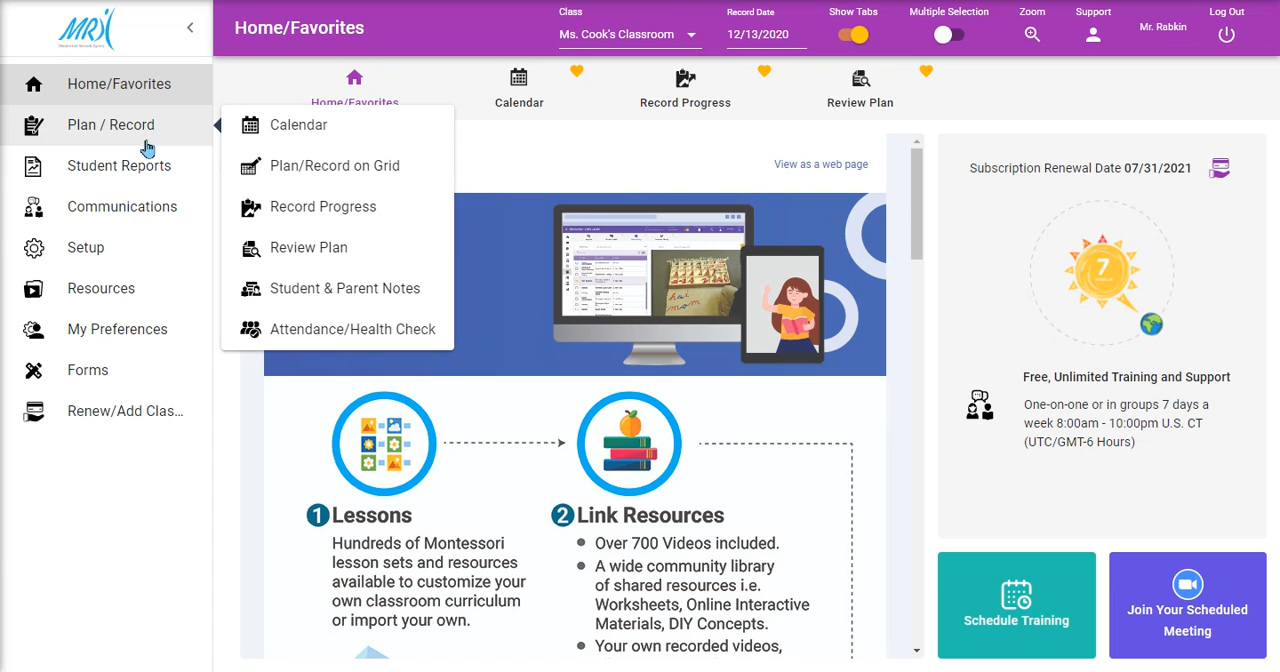 MRX
Home/Favorites
Class
Ms. Cook's Classroom
Record Date
12/13/2020
Show Tabs
Multiple Selection
Zoom
Support
Mr. Rabkin
Log Out
Home/Favorites
Plan / Record
Student Reports
Communications
Setup
Resources
My Preferences
Forms
Renew/Add Clas...
Home/Favorites
Calendar
Record Progress
Review Plan
Calendar
Plan/Record on Grid
Record Progress
Review Plan
Student & Parent Notes
Attendance/Health Check
View as a web page
1 Lessons
Hundreds of Montessori
lesson sets and resources
available to customize your
own classroom curriculum
or import your own.
2 Link Resources
Over 700 Videos included.
A wide community library
of shared resources i.e.
Worksheets, Online Interactive
Materials, DIY Concepts.
Your own recorded videos,
Subscription Renewal Date 07/31/2021
7
Free, Unlimited Training and Support
One-on-one or in groups 7 days a
week 8:00am - 10:00pm U.S. CT
(UTC/GMT-6 Hours)
Schedule Training
Join Your Scheduled
Meeting